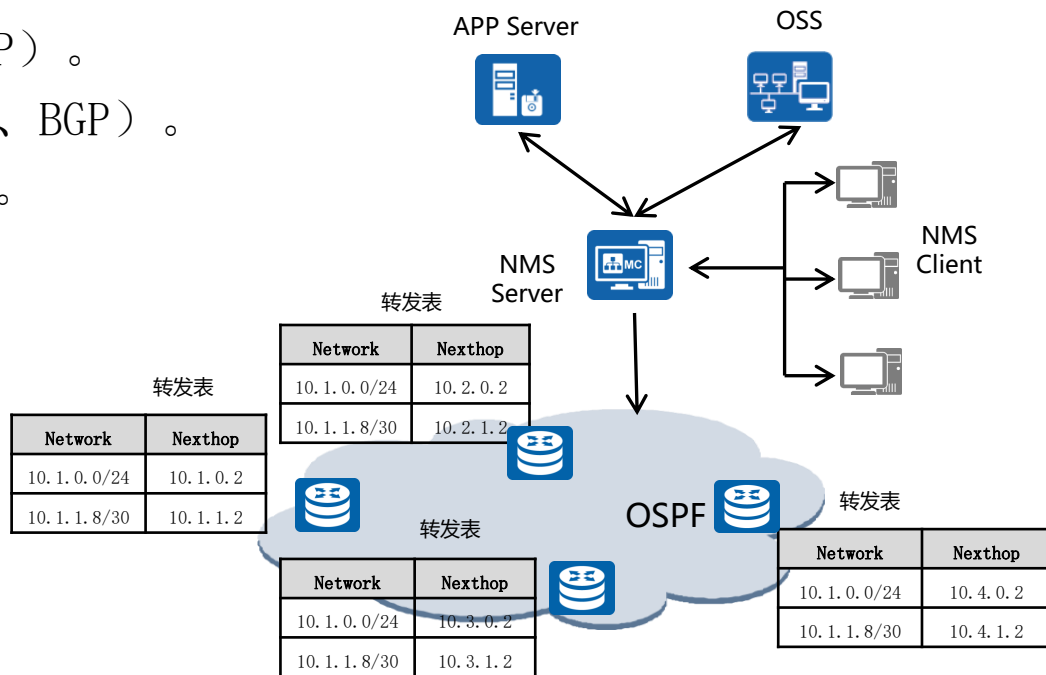 P）。
、BGP）。
。
APP Server
OSS
MC
NMS
Server
NMS
Client
转发表
Network Nexthop
10.1.0.0/24 10.2.0.2
10.1.1.8/30 10.2.1.2
转发表
Network Nexthop
10.1.0.0/24 10.1.0.2
10.1.1.8/30 10.1.1.2
OSPF
转发表
Network Nexthop
10.1.0.0/24 10.3.0.2
10.1.1.8/30 10.3.1.2
转发表
Network Nexthop
10.1.0.0/24 10.4.0.2
10.1.1.8/30 10.4.1.2